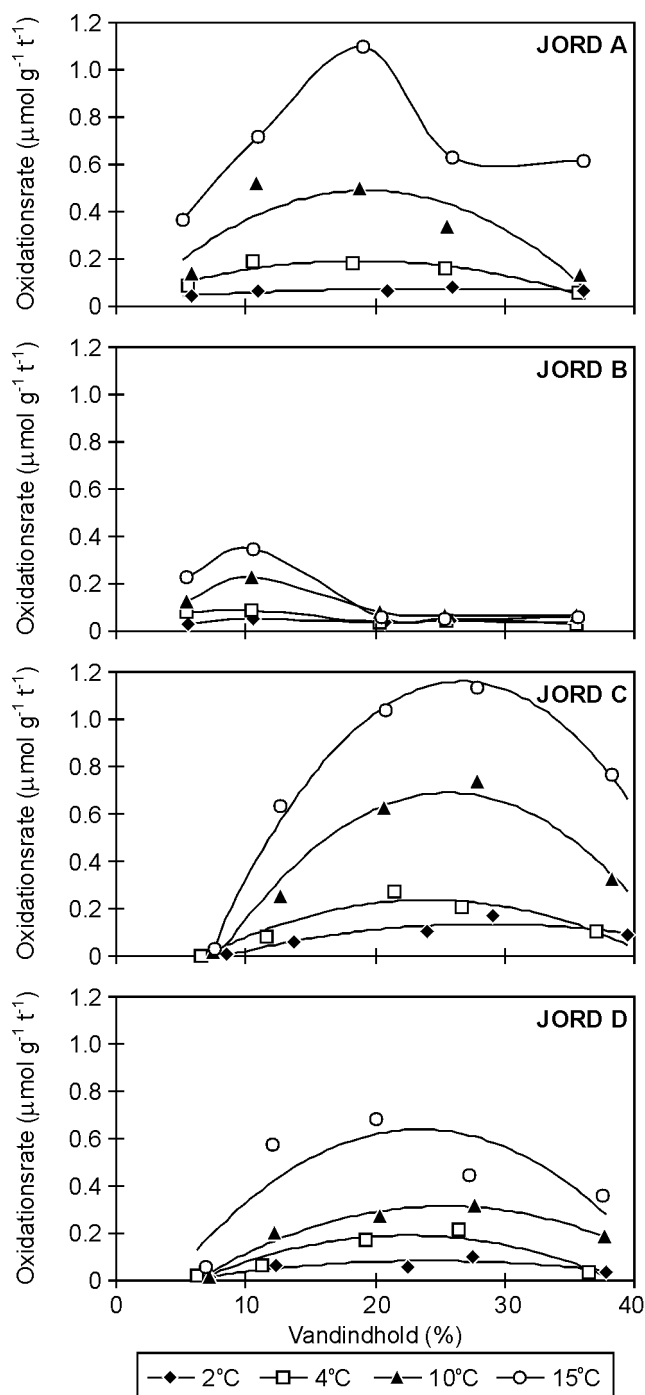 JORD A
Oxidationsrate (µmol g⁻¹ t⁻¹)
1.2
1.0
0.8
0.6
0.4
0.2
0
JORD B
Oxidationsrate (µmol g⁻¹ t⁻¹)
1.2
1.0
0.8
0.6
0.4
0.2
0
JORD C
Oxidationsrate (µmol g⁻¹ t⁻¹)
1.2
1.0
0.8
0.6
0.4
0.2
0
JORD D
Oxidationsrate (µmol g⁻¹ t⁻¹)
1.2
1.0
0.8
0.6
0.4
0.2
0
0 10 20 30 40
Vandindhold (%)
2°C 4°C 10°C 15°C